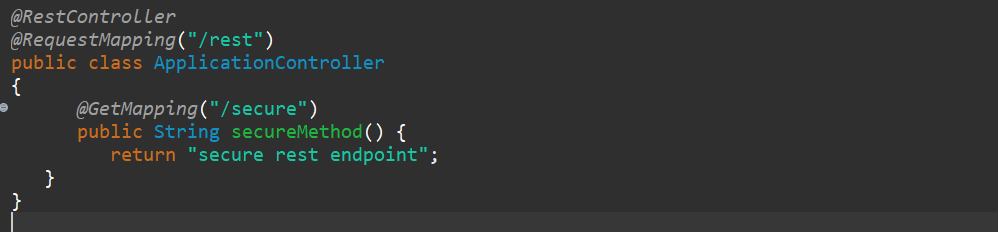 @RestController
@RequestMapping("/rest")
public class ApplicationController
{
@GetMapping("/secure")
public String secureMethod() {
return "secure rest endpoint";
}
}